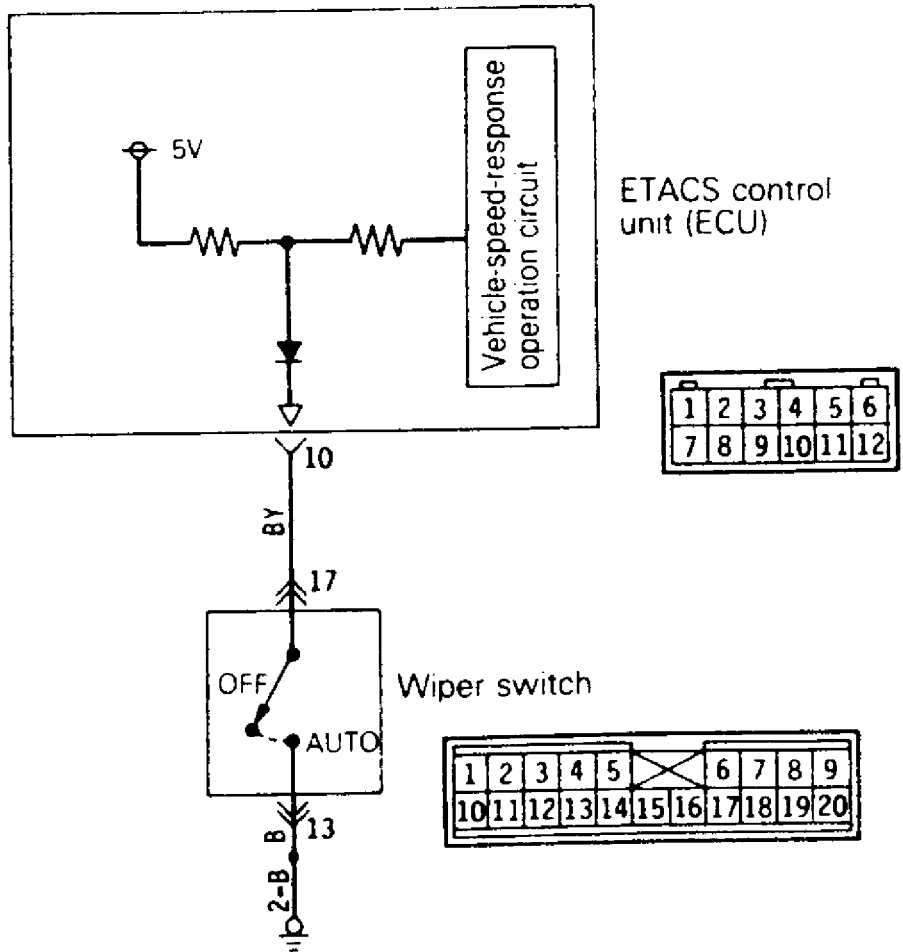 5V
Vehicle-speed-response
operation circuit
ETACS control
unit (ECU)
1 2 3 4 5 6
7 8 9 10 11 12
10
BY
17
OFF
Wiper switch
AUTO
1 2 3 4 5 6 7 8 9
10 11 12 13 14 15 16 17 18 19 20
13
B
2-B